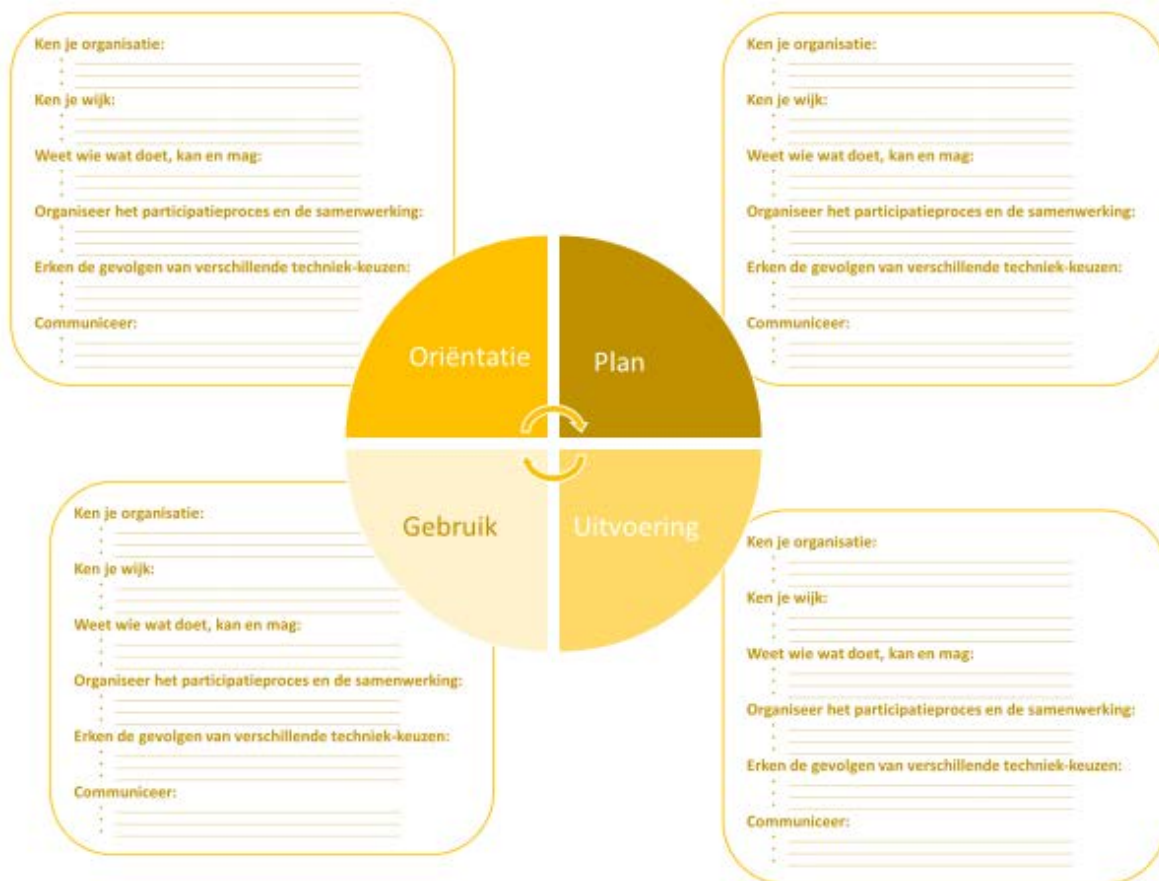 Ken je organisatie:
Ken je wijk:
Weet wie wat doet, kan en mag:
Organiseer het participatieproces en de samenwerking:
Erken de gevolgen van verschillende techniek-keuzen:
Communiceer:
Ken je organisatie:
Ken je wijk:
Weet wie wat doet, kan en mag:
Organiseer het participatieproces en de samenwerking:
Erken de gevolgen van verschillende techniek-keuzen:
Communiceer:
Oriëntatie
Plan
Gebruik
Uitvoering
Ken je organisatie:
Ken je wijk:
Weet wie wat doet, kan en mag:
Organiseer het participatieproces en de samenwerking:
Erken de gevolgen van verschillende techniek-keuzen:
Communiceer:
Ken je organisatie:
Ken je wijk:
Weet wie wat doet, kan en mag:
Organiseer het participatieproces en de samenwerking:
Erken de gevolgen van verschillende techniek-keuzen:
Communiceer: